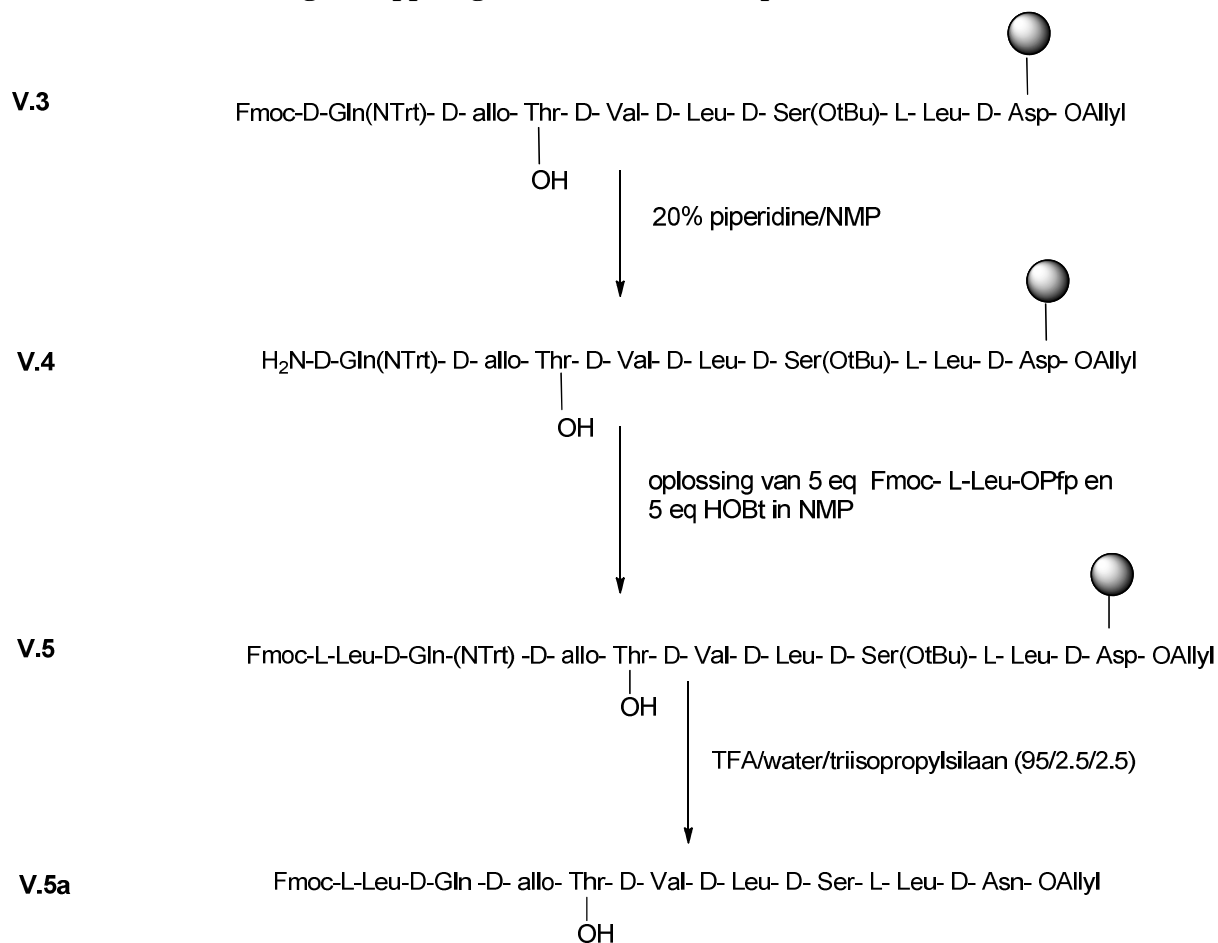 V.3
Fmoc-D-Gln(NTrt)- D- allo- Thr- D- Val- D- Leu- D- Ser(OtBu)- L- Leu- D- Asp- OAllyl
OH
20% piperidine/NMP
V.4
H₂N-D-Gln(NTrt)- D- allo- Thr- D- Val- D- Leu- D- Ser(OtBu)- L- Leu- D- Asp- OAllyl
OH
oplossing van 5 eq Fmoc- L-Leu-OPfp en
5 eq HOBt in NMP
V.5
Fmoc-L-Leu-D-Gln-(NTrt) -D- allo- Thr- D- Val- D- Leu- D- Ser(OtBu)- L- Leu- D- Asp- OAllyl
OH
TFA/water/triisopropylsilaan (95/2.5/2.5)
V.5a
Fmoc-L-Leu-D-Gln -D- allo- Thr- D- Val- D- Leu- D- Ser- L- Leu- D- Asn- OAllyl
OH